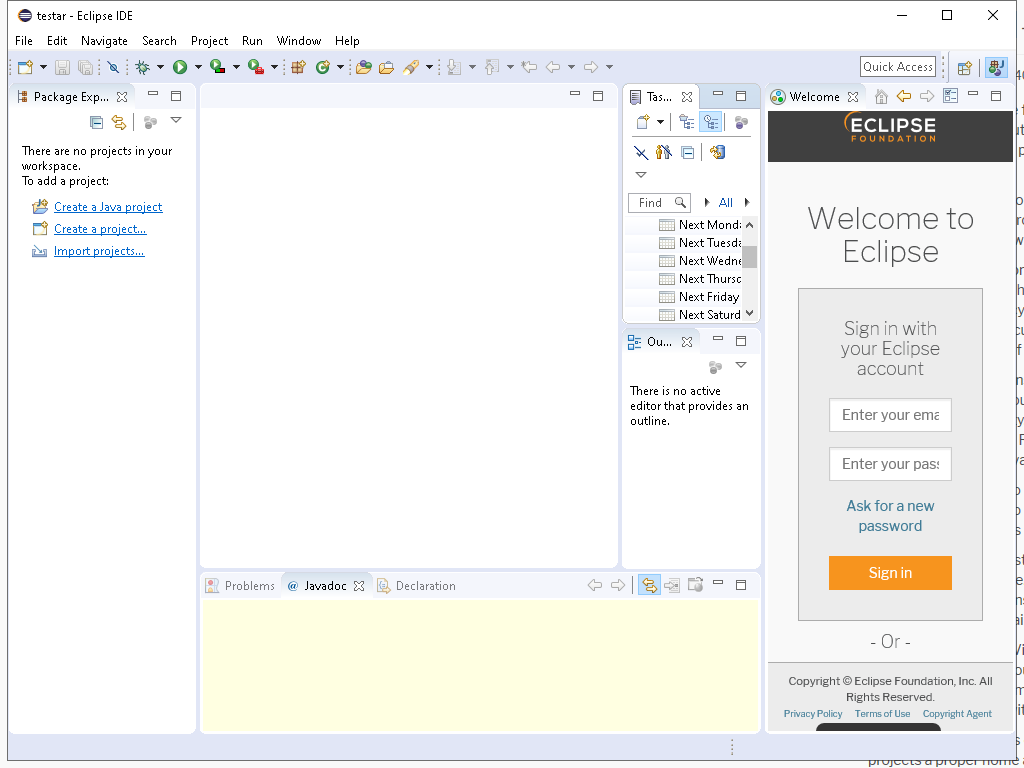 testar - Eclipse IDE
File Edit Navigate Search Project Run Window Help
Quick Access
Package Exp...
There are no projects in your
workspace.
To add a project:
Create a Java project
Create a project...
Import projects...
Tas...
Find
All
Next Mond
Next Tuesda
Next Wedne
Next Thursd
Next Friday
Next Saturd
Ou...
There is no active
editor that provides an
outline.
Problems
@ Javadoc
Declaration
Welcome
ECLIPSE
FOUNDATION
Welcome to
Eclipse
Sign in with
your Eclipse
account
Enter your ema
Enter your pass
Ask for a new
password
Sign in
- Or -
Copyright © Eclipse Foundation, Inc. All
Rights Reserved.
Privacy Policy Terms of Use Copyright Agent
projects a proper home